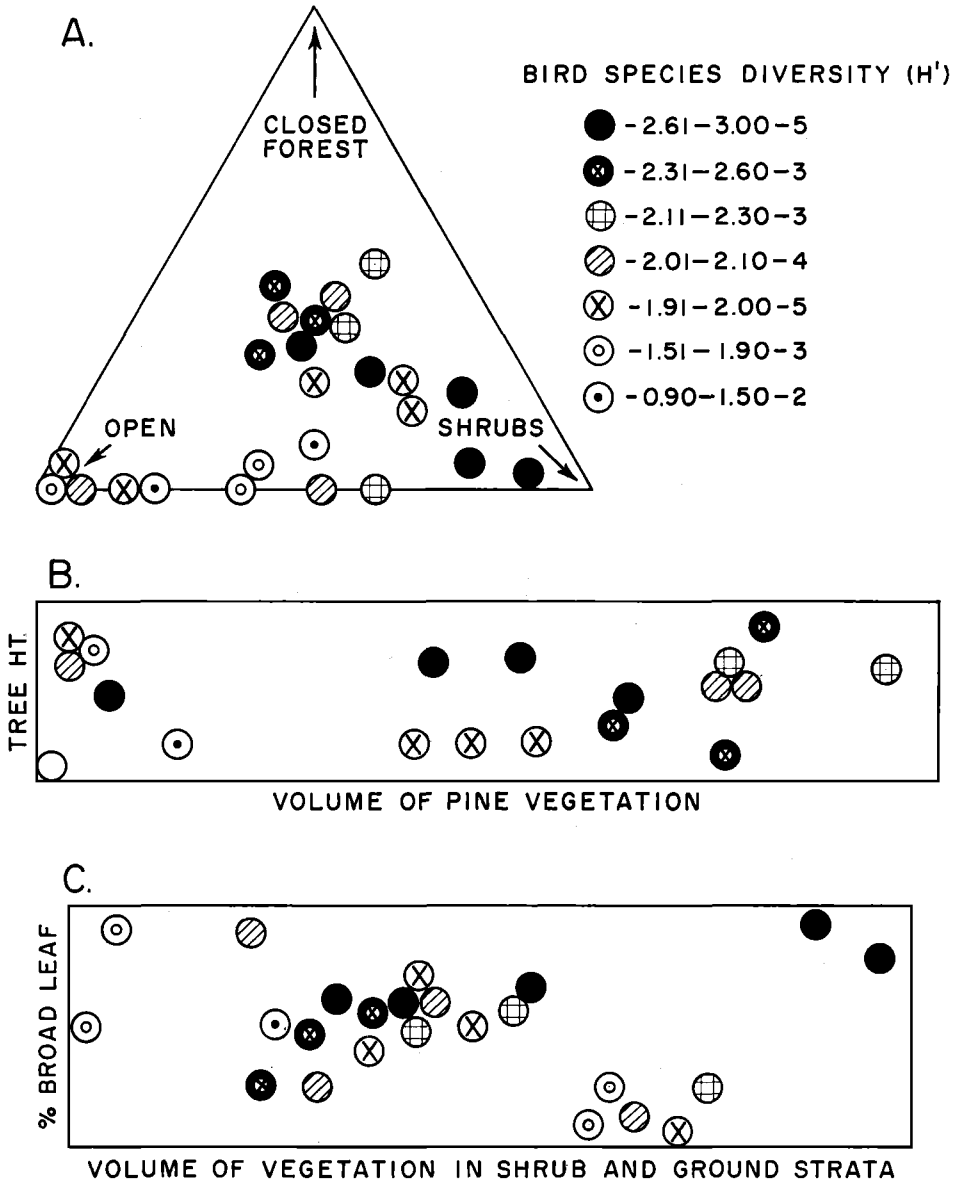 A.
BIRD SPECIES DIVERSITY (H')
-2.61-3.00-5
-2.31-2.60-3
-2.11-2.30-3
-2.01-2.10-4
-1.91-2.00-5
-1.51-1.90-3
-0.90-1.50-2
CLOSED
FOREST
OPEN
SHRUBS
B.
TREE HT.
VOLUME OF PINE VEGETATION
C.
% BROAD LEAF
VOLUME OF VEGETATION IN SHRUB AND GROUND STRATA